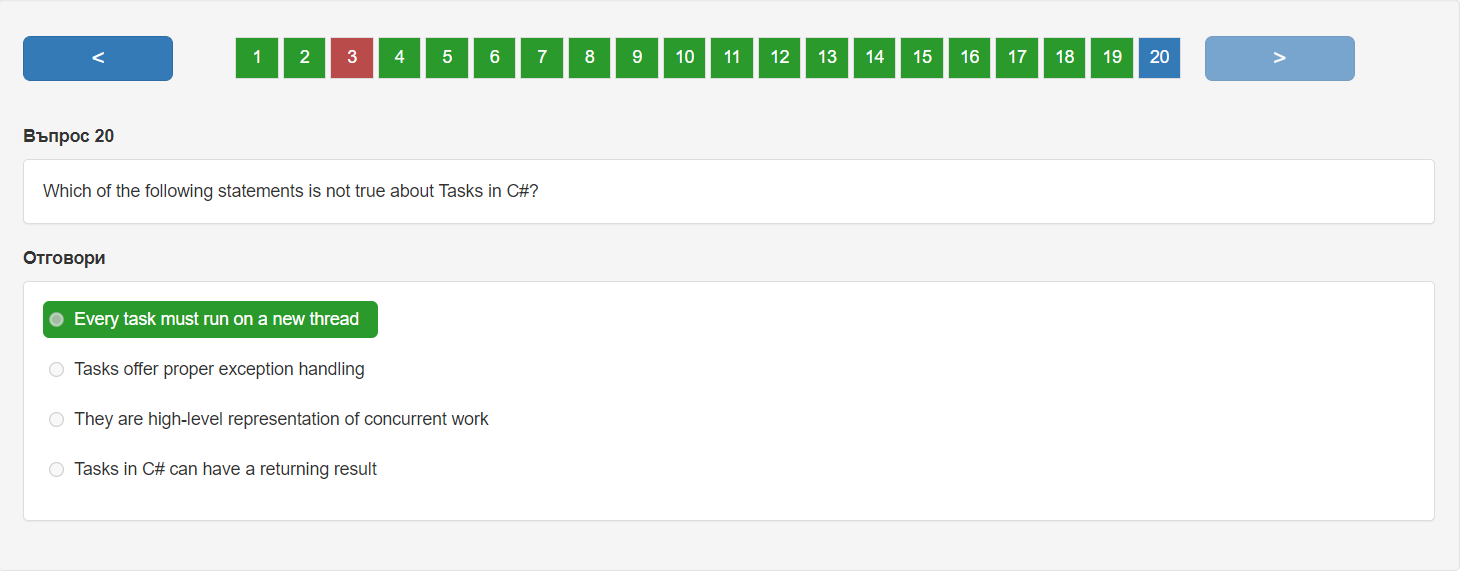 < 1 2 3 4 5 6 7 8 9 10 11 12 13 14 15 16 17 18 19 20 >
Въпрос 20
Which of the following statements is not true about Tasks in C#?
Отговори
Every task must run on a new thread
Tasks offer proper exception handling
They are high-level representation of concurrent work
Tasks in C# can have a returning result